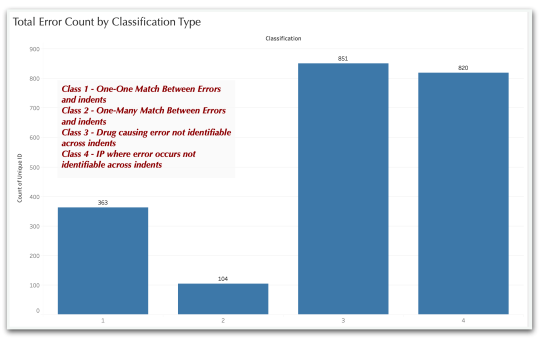 Total Error Count by Classification Type
Classification
900
800
700
600
500
400
300
200
100
0
Count of Unique ID
Class 1 - One-One Match Between Errors
and indents
Class 2 - One-Many Match Between Errors
and indents
Class 3 - Drug causing error not identifiable
across indents
Class 4 - IP where error occurs not
identifiable across indents
363
104
851
820
1
2
3
4